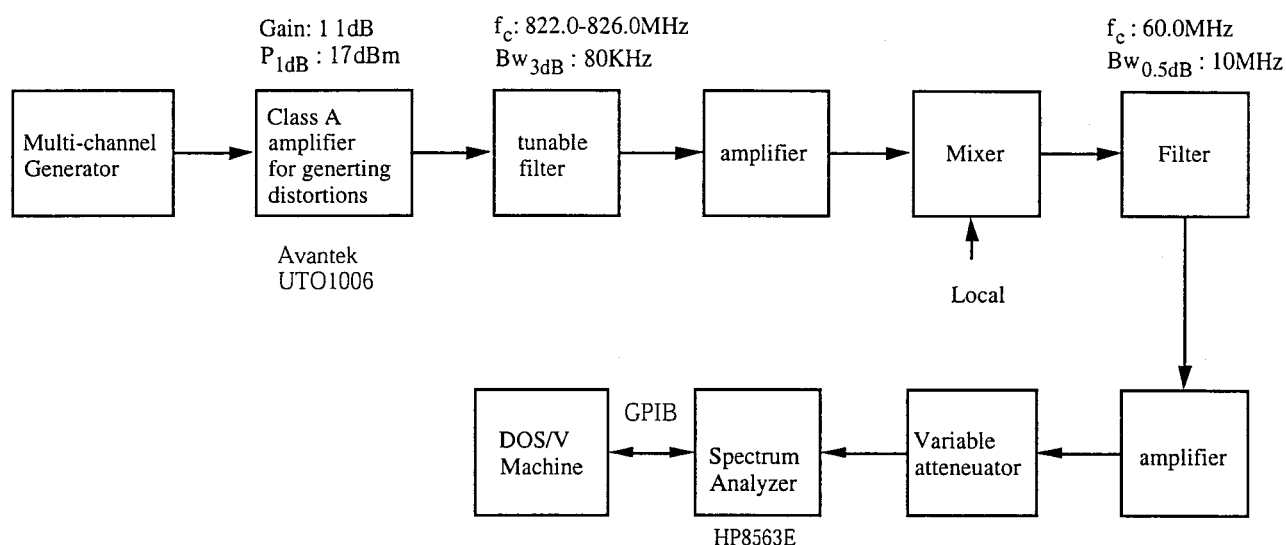 Gain: 1 1dB
P1dB : 17dBm
fc: 822.0-826.0MHz
Bw3dB : 80KHz
fc: 60.0MHz
Bw0.5dB : 10MHz
Multi-channel
Generator
Class A
amplifier
for generting
distortions
tunable
filter
amplifier
Mixer
Filter
Avantek
UTO1006
Local
DOS/V
Machine
GPIB
Spectrum
Analyzer
Variable
atteneuator
amplifier
HP8563E